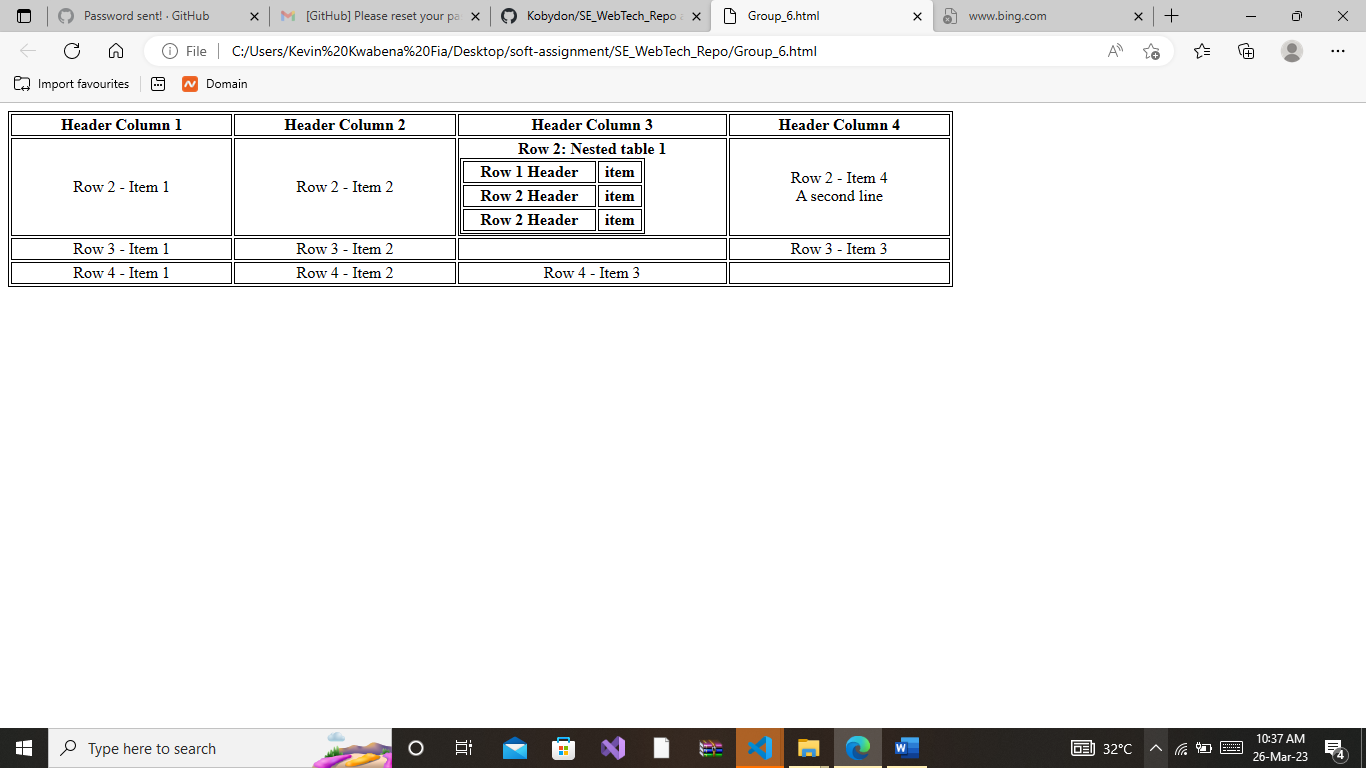 Password sent! · GitHub
[GitHub] Please reset your pa
Kobydon/SE_WebTech_Repo
Group_6.html
www.bing.com
File
C:/Users/Kevin%20Kwabena%20Fia/Desktop/soft-assignment/SE_WebTech_Repo/Group_6.html
Import favourites
Domain
Header Column 1 Header Column 2 Header Column 3 Header Column 4
Row 2 - Item 1
Row 2 - Item 2
Row 2: Nested table 1
Row 1 Header item
Row 2 Header item
Row 2 Header item
Row 2 - Item 4
A second line
Row 3 - Item 1 Row 3 - Item 2 Row 3 - Item 3
Row 4 - Item 1 Row 4 - Item 2 Row 4 - Item 3
Type here to search
32°C
10:37 AM
26-Mar-23
4